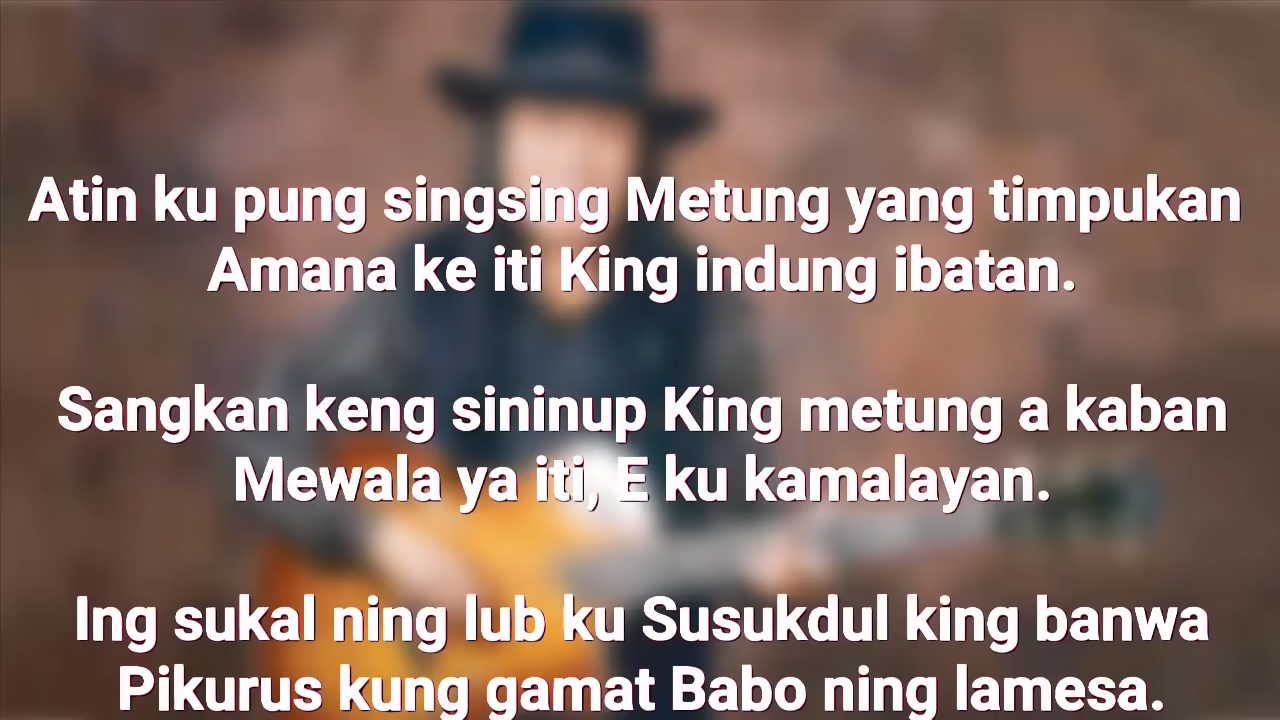 Atin ku pung singsing Metung yang timpukan
Amana ke iti King indung ibatan.
Sangkan keng sininup King metung a kaban
Mewala ya iti, E ku kamalayan.
Ing sukal ning lub ku Susukdul king banwa
Pikurus kung gamat Babo ning lamesa.